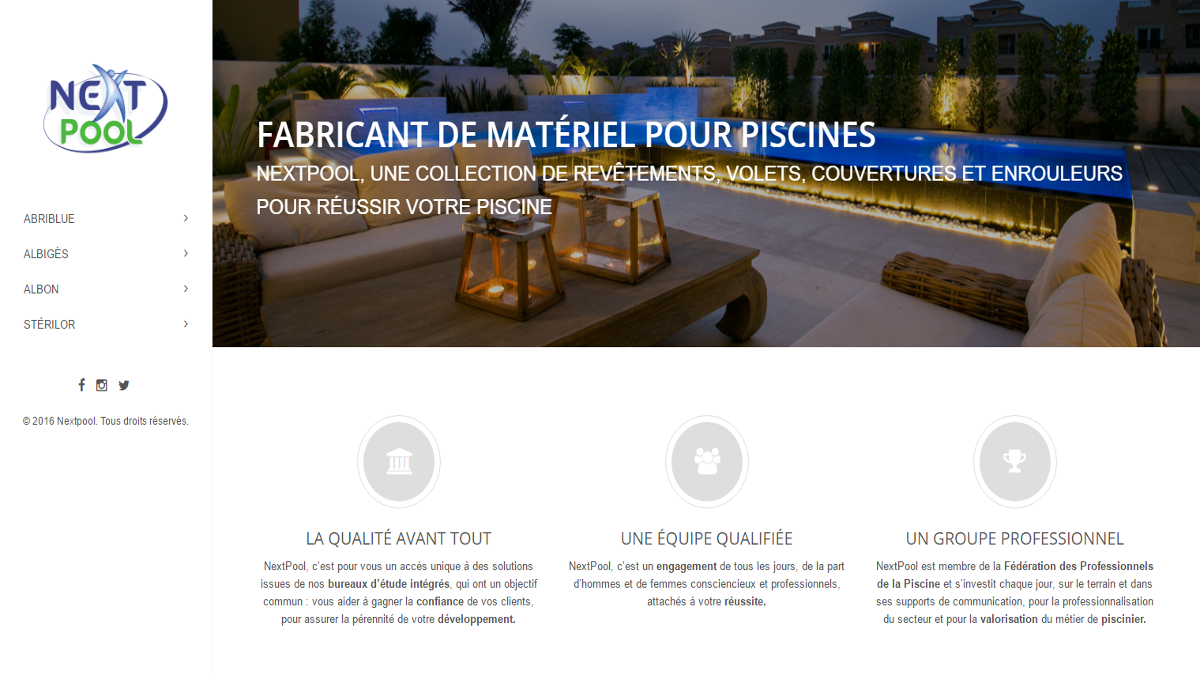 NEXT
POOL
ABRIBLUE
ALBIGÈS
ALBON
STÉRILOR
© 2016 Nextpool. Tous droits réservés.
FABRICANT DE MATÉRIEL POUR PISCINES
NEXTPOOL, UNE COLLECTION DE REVÊTEMENTS, VOLETS, COUVERTURES ET ENROULEURS
POUR RÉUSSIR VOTRE PISCINE
LA QUALITÉ AVANT TOUT
NextPool, c’est pour vous un accès unique à des solutions
issues de nos bureaux d’étude intégrés, qui ont un objectif
commun : vous aider à gagner la confiance de vos clients,
pour assurer la pérennité de votre développement.
UNE ÉQUIPE QUALIFIÉE
NextPool, c’est un engagement de tous les jours, de la part
d’hommes et de femmes consciencieux et professionnels,
attachés à votre réussite.
UN GROUPE PROFESSIONNEL
NextPool est membre de la Fédération des Professionnels
de la Piscine et s’investit chaque jour, sur le terrain et dans
ses supports de communication, pour la professionnalisation
du secteur et pour la valorisation du métier de piscinier.